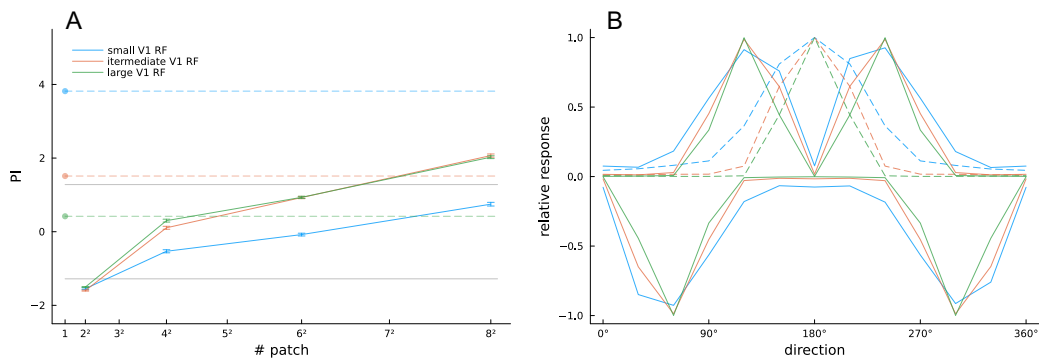 A
small V1 RF
itermediate V1 RF
large V1 RF
4
2
0
−2
PI
1 2² 3² 4² 5² 6² 7² 8²
# patch
B
1,0
0,5
0,0
−0,5
−1,0
relative response
0° 90° 180° 270° 360°
direction